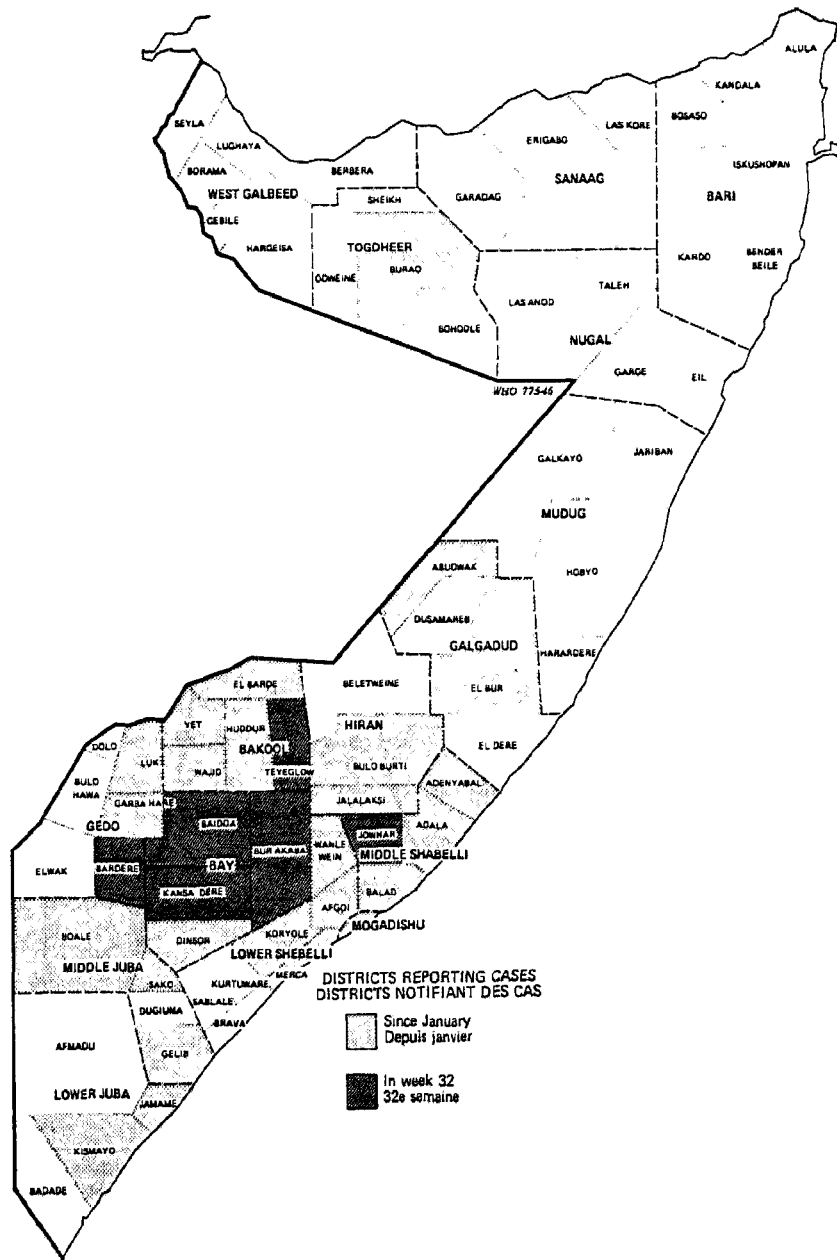 ALULA
KANDALA
BOSASO
LAS KORE
ERIGABO
SEYLA
LUGHAYA
BORAMA
BERBERA
ISKUSHOPAN
SANAAG
BARI
WEST GALBEED
SHEIKH
GARADAG
GEBILE
HARGEISA
TOGDHEER
KARDO
BENDER
BEILE
ODWEINE
BURAO
TALEH
LAS ANOD
BOHODLE
NUGAL
GAROE
EIL
WHO 77546
GALKAYO
JARIBAN
MUDUG
ABUDWAK
HOBYO
DUSAMAREB
GALGADUD
HARARDERE
EL BARDE
BELETWEINE
EL BUR
YET
HUDDUR
HIRAN
DOLO
BAKOOL
EL DERE
LUK
WAJID
TEYEGLOW
BULO BURTI
BULO
HAWA
ADENYABAL
GARBA HARE
JALALAKSI
GEDO
BAIDOA
ADALA
JOWHAR
BUR AKABA
WANLE
WEIN
MIDDLE SHABELLI
ELWAK
BARDERE
BAY
KANSA DERE
BALAD
AFGOI
MOGADISHU
BOALE
DINSOR
KORYOLE
LOWER SHEBELLI
MIDDLE JUBA
MERCA
SAKO
KURTUWARE
SABLALE
DUGIUMA
BRAVA
AFMADU
GELIB
LOWER JUBA
JAMAME
KISMAYO
BADADE
DISTRICTS REPORTING CASES
DISTRICTS NOTIFIANT DES CAS
Since January
Depuis janvier
In week 32
32e semaine